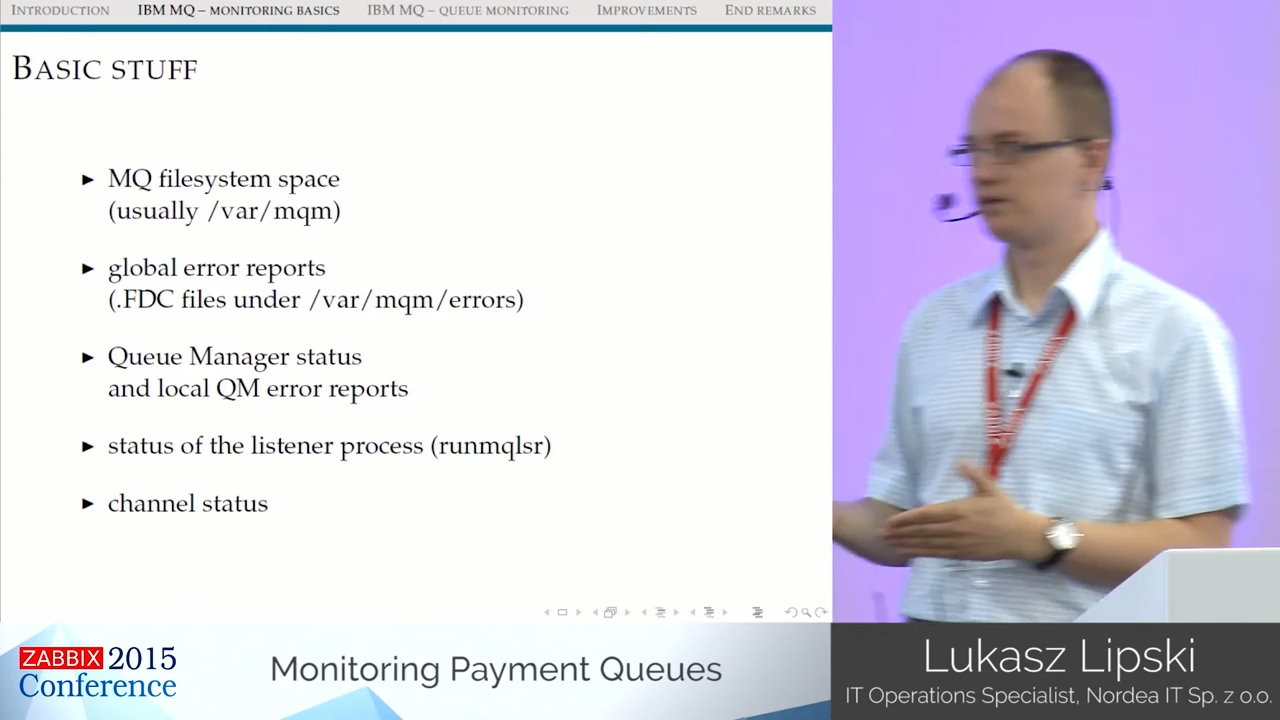 INTRODUCTION IBM MQ – MONITORING BASICS IBM MQ – QUEUE MONITORING IMPROVEMENTS END REMARKS
BASIC STUFF
MQ filesystem space
(usually /var/mqm)
global error reports
(.FDC files under /var/mqm/errors)
Queue Manager status
and local QM error reports
status of the listener process (runmqlsr)
channel status
ZABBIX 2015
Conference
Monitoring Payment Queues
Lukasz Lipski
IT Operations Specialist, Nordea IT Sp. z o.o.